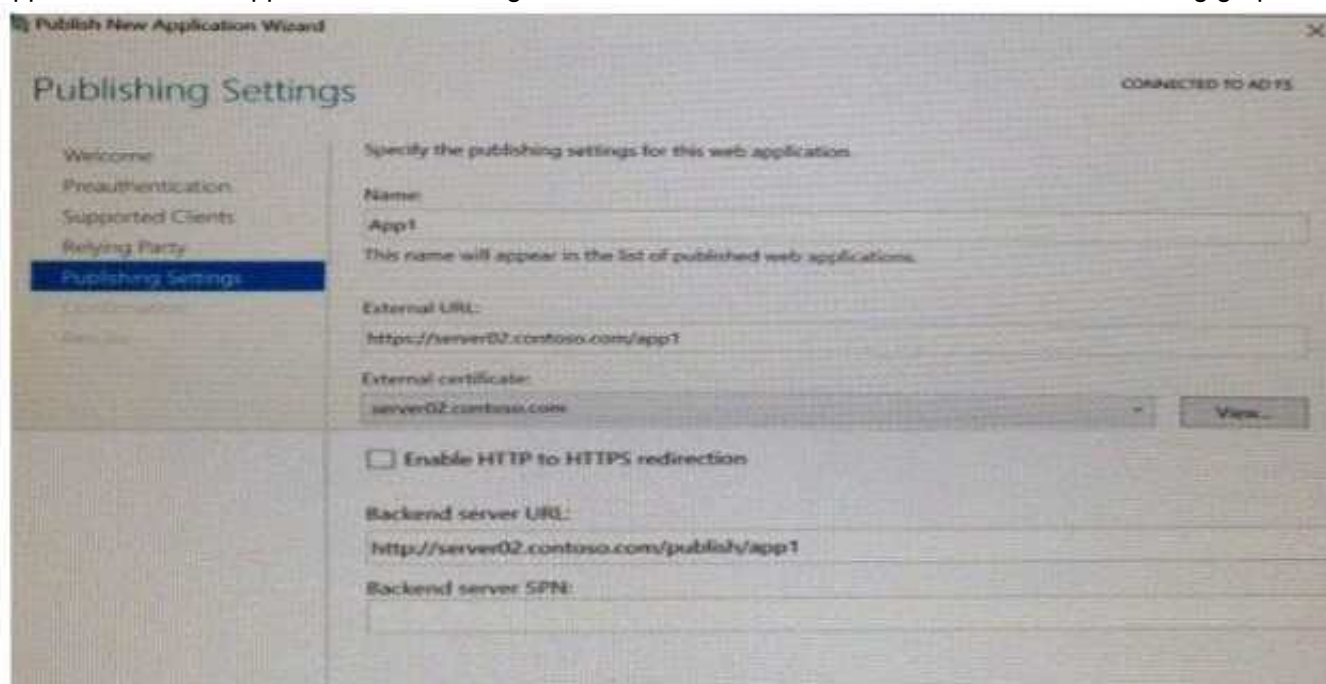 Publish New Application Wizard
Publishing Settings
CONNECTED TO AD FS
Welcome
Preauthentication
Supported Clients
Relying Party
Publishing Settings
Confirmation
Results
Specify the publishing settings for this web application.
Name:
App1
This name will appear in the list of published web applications.
External URL:
https://server02.contoso.com/app1
External certificate:
server02.contoso.com
View...
Enable HTTP to HTTPS redirection
Backend server URL:
http://server02.contoso.com/publish/app1
Backend server SPN: